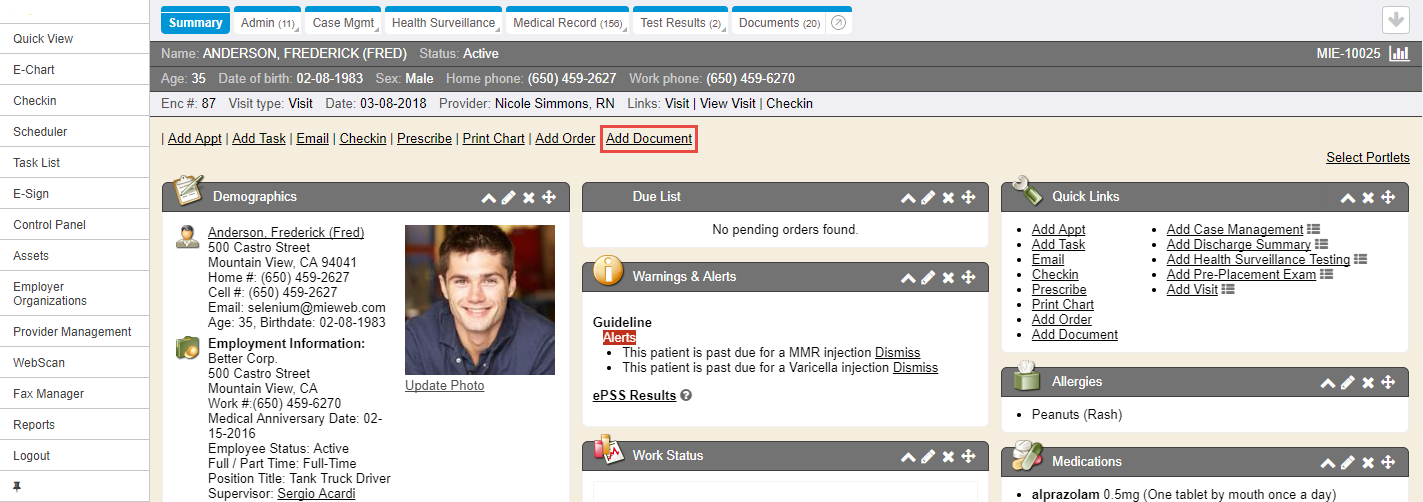 Summary Admin (11) Case Mgmt Health Surveillance Medical Record (156) Test Results (2) Documents (20)
Quick View
E-Chart
Checkin
Scheduler
Task List
E-Sign
Control Panel
Assets
Employer
Organizations
Provider Management
WebScan
Fax Manager
Reports
Logout
Name: ANDERSON, FREDERICK (FRED) Status: Active MIE-10025
Age: 35 Date of birth: 02-08-1983 Sex: Male Home phone: (650) 459-2627 Work phone: (650) 459-6270
Enc #: 87 Visit type: Visit Date: 03-08-2018 Provider: Nicole Simmons, RN Links: Visit | View Visit | Checkin
| Add Appt | Add Task | Email | Checkin | Prescribe | Print Chart | Add Order Add Document
Select Portlets
Demographics
Anderson, Frederick (Fred)
500 Castro Street
Mountain View, CA 94041
Home #: (650) 459-2627
Cell #: (650) 459-2627
Email: selenium@mieweb.com
Age: 35, Birthdate: 02-08-1983
Employment Information:
Better Corp.
500 Castro Street
Mountain View, CA
Work #:(650) 459-6270
Medical Anniversary Date: 02-
15-2016
Employee Status: Active
Full / Part Time: Full-Time
Position Title: Tank Truck Driver
Supervisor: Sergio Acardi
Update Photo
Due List
No pending orders found.
Warnings & Alerts
Guideline
Alerts
• This patient is past due for a MMR injection Dismiss
• This patient is past due for a Varicella injection Dismiss
ePSS Results
Work Status
Quick Links
• Add Appt
• Add Task
• Email
• Checkin
• Prescribe
• Print Chart
• Add Order
• Add Document
• Add Case Management
• Add Discharge Summary
• Add Health Surveillance Testing
• Add Pre-Placement Exam
• Add Visit
Allergies
• Peanuts (Rash)
Medications
• alprazolam 0.5mg (One tablet by mouth once a day)